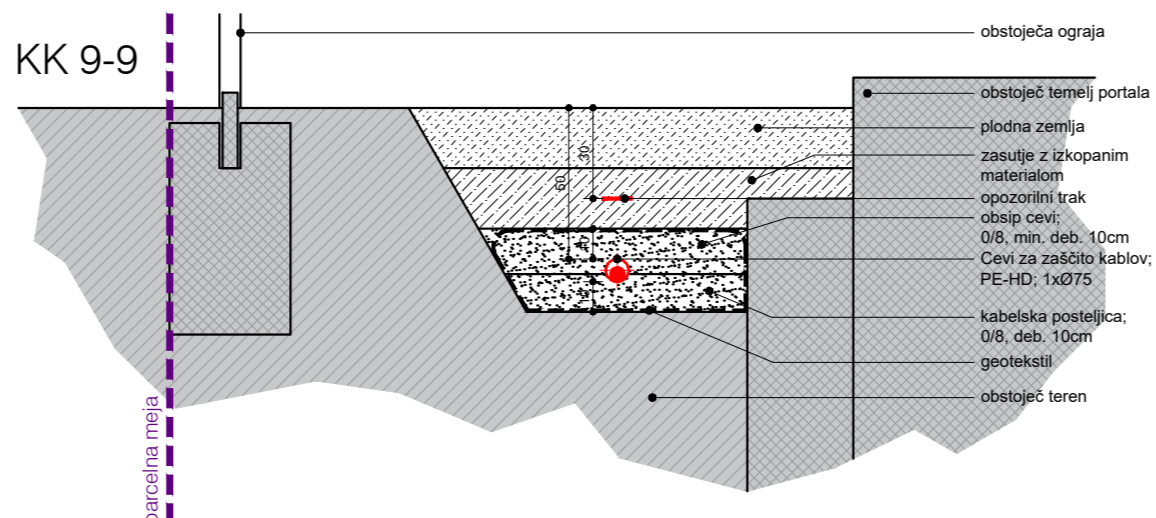 KK 9-9
obstoječa ograja
obstoječ temelj portala
plodna zemlja
zasutje z izkopanim
materialom
opozorilni trak
obsip cevi;
0/8, min. deb. 10cm
Cevi za zaščito kablov;
PE-HD; 1xØ75
kabelska posteljica;
0/8, deb. 10cm
geotekstil
obstoječ teren
30
parcelna meja